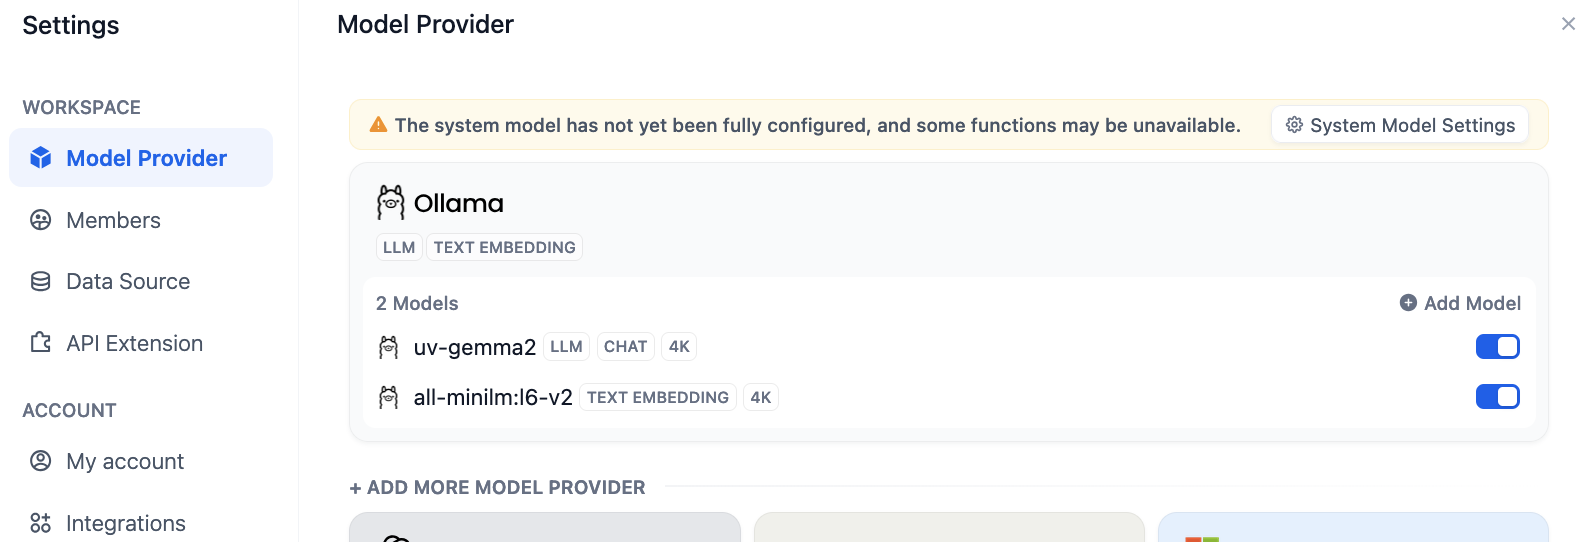 Settings
Model Provider
WORKSPACE
Model Provider
Members
Data Source
API Extension
ACCOUNT
My account
Integrations
The system model has not yet been fully configured, and some functions may be unavailable.
System Model Settings
Ollama
LLM TEXT EMBEDDING
2 Models
Add Model
uv-gemma2 LLM CHAT 4K
all-minilm:l6-v2 TEXT EMBEDDING 4K
+ ADD MORE MODEL PROVIDER